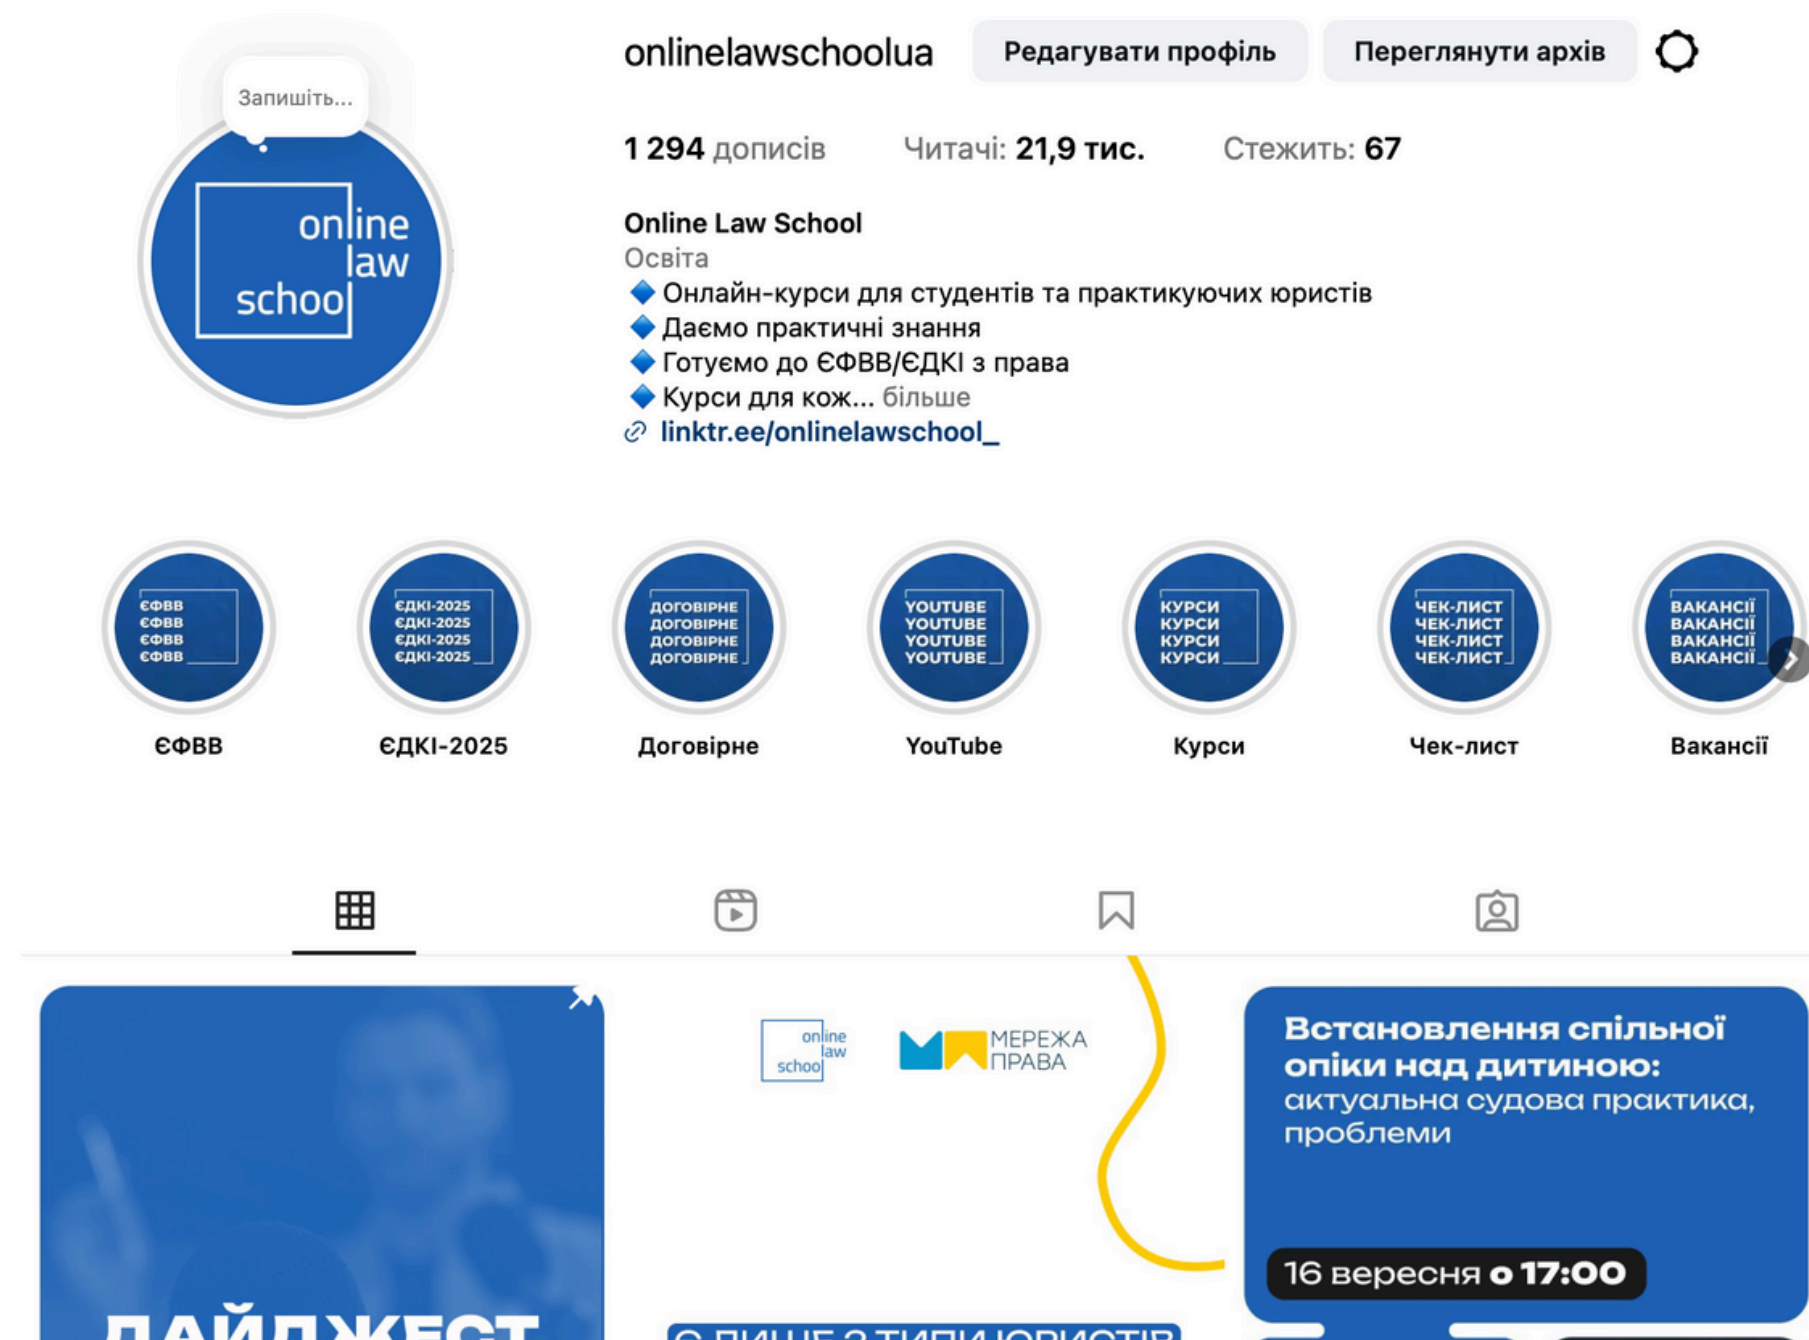 Запишіть...
online
law
school
onlinelawschoolua
Редагувати профіль
Переглянути архів
1 294 дописів
Читачі: 21,9 тис.
Стежить: 67
Online Law School
Освіта
🔷 Онлайн-курси для студентів та практикуючих юристів
🔷 Даємо практичні знання
🔷 Готуємо до ЄФВВ/ЄДКІ з права
🔷 Курси для кож... більше
linktr.ee/onlinelawschool_
ЄФВВ
ЄФВВ
ЄФВВ
ЄФВВ
ЄДКІ-2025
ЄДКІ-2025
ЄДКІ-2025
ЄДКІ-2025
ДОГОВІРНЕ
ДОГОВІРНЕ
ДОГОВІРНЕ
ДОГОВІРНЕ
YOUTUBE
YOUTUBE
YOUTUBE
YOUTUBE
КУРСИ
КУРСИ
КУРСИ
КУРСИ
ЧЕК-ЛИСТ
ЧЕК-ЛИСТ
ЧЕК-ЛИСТ
ЧЕК-ЛИСТ
ВАКАНСІЇ
ВАКАНСІЇ
ВАКАНСІЇ
ВАКАНСІЇ
ЄФВВ
ЄДКІ-2025
Договірне
YouTube
Курси
Чек-лист
Вакансії
ДАЙДЖЕСТ
online
law
school
МЕРЕЖА
ПРАВА
Є ЛИШЕ 2 ТИПИ ЮРИСТІВ
Встановлення спільної
опіки над дитиною:
актуальна судова практика,
проблеми
16 вересня о 17:00